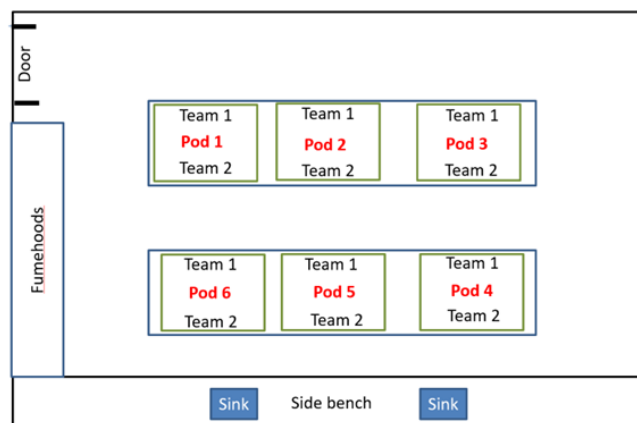 Door
Fumehoods
Team 1
Pod 1
Team 2
Team 1
Pod 2
Team 2
Team 1
Pod 3
Team 2
Team 1
Pod 6
Team 2
Team 1
Pod 5
Team 2
Team 1
Pod 4
Team 2
Sink
Side bench
Sink